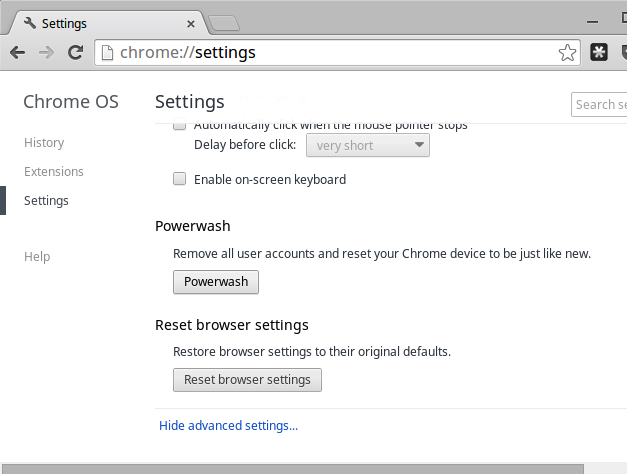 Settings
chrome://settings
Chrome OS
Settings
Search se
History
Extensions
Settings
Help
Automatically click when the mouse pointer stops
Delay before click: very short
Enable on-screen keyboard
Powerwash
Remove all user accounts and reset your Chrome device to be just like new.
Powerwash
Reset browser settings
Restore browser settings to their original defaults.
Reset browser settings
Hide advanced settings...